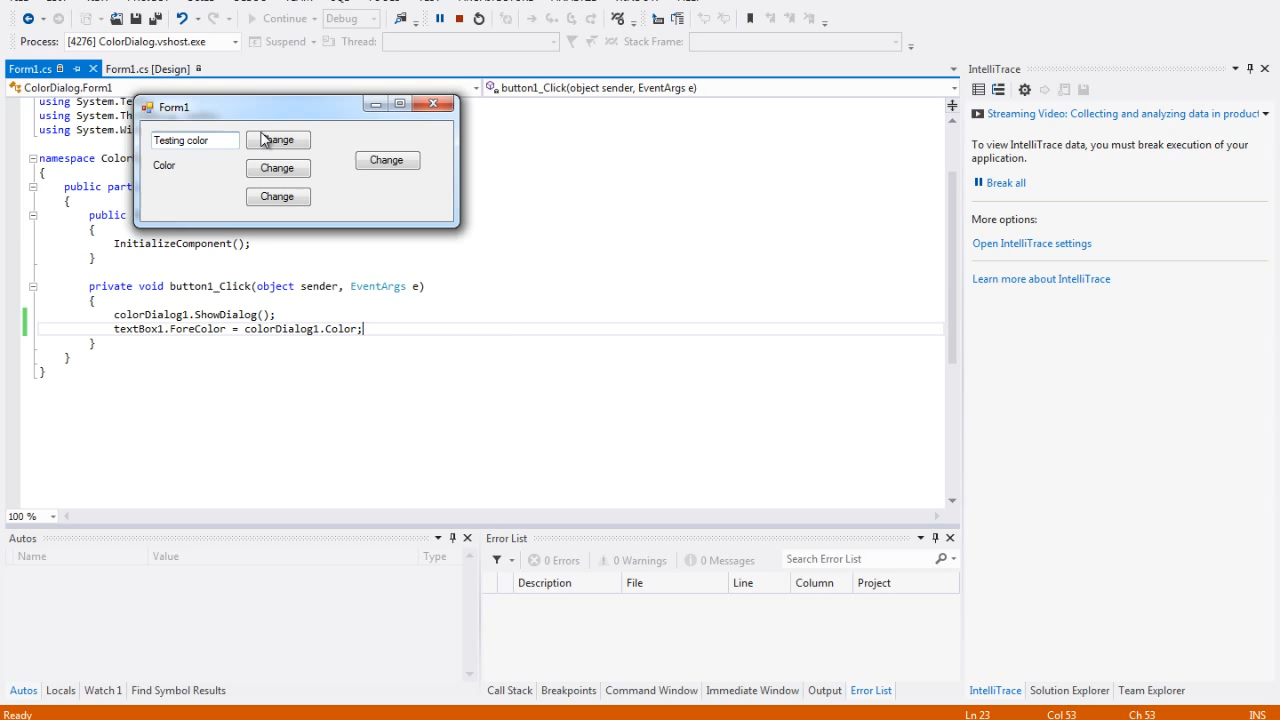 Continue
Debug
Process:
[4276] ColorDialog.vshost.exe
Suspend
Thread:
Stack Frame:
Form1.cs
Form1.cs [Design]
ColorDialog.Form1
button1_Click(object sender, EventArgs e)
using System.Te
using System.Th
using System.Wi
namespace Colo
{
public part
{
public
{
InitializeComponent();
}
private void button1_Click(object sender, EventArgs e)
{
colorDialog1.ShowDialog();
textBox1.ForeColor = colorDialog1.Color;
}
}
}
Form1
Testing color
Change
Color
Change
Change
Change
100 %
IntelliTrace
Streaming Video: Collecting and analyzing data in product
To view IntelliTrace data, you must break execution of your
application.
Break all
More options:
Open IntelliTrace settings
Learn more about IntelliTrace
Autos
Name
Value
Type
Error List
0 Errors
0 Warnings
0 Messages
Search Error List
Description
File
Line
Column
Project
Autos
Locals
Watch 1
Find Symbol Results
Call Stack
Breakpoints
Command Window
Immediate Window
Output
Error List
IntelliTrace
Solution Explorer
Team Explorer
Ready
Ln 23
Col 53
Ch 53
INS